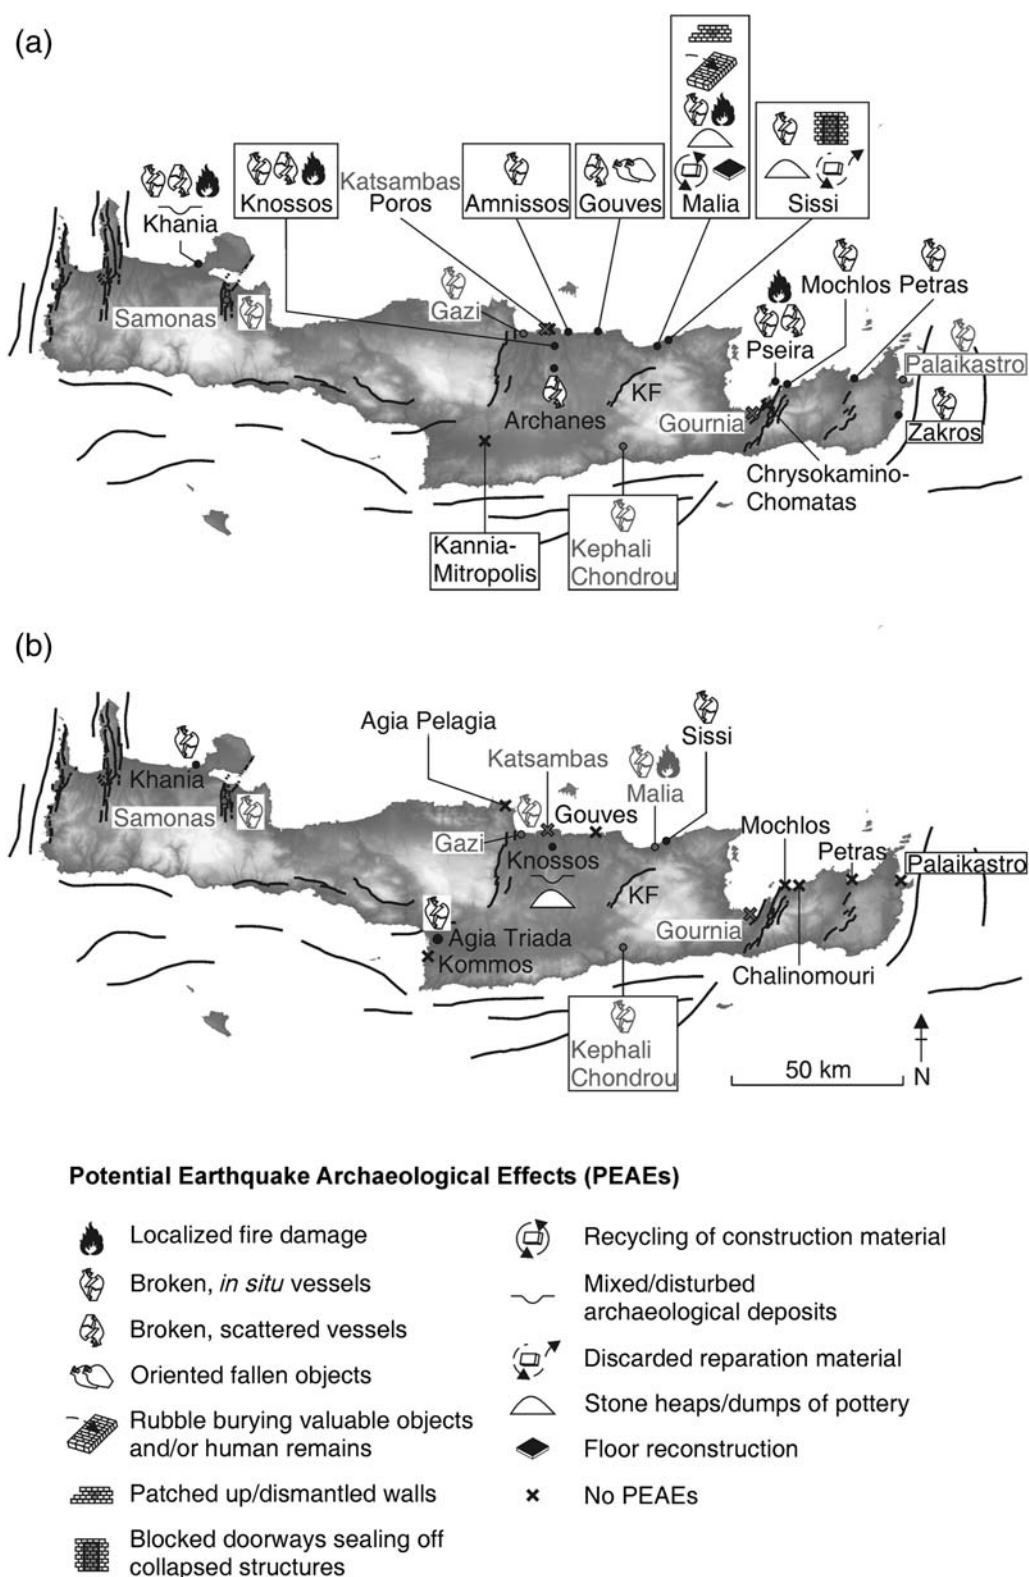 (a)
Khania
Knossos
Katsambas
Poros
Amnissos
Gouves
Malia
Sissi
Samonas
Gazi
Mochlos
Petras
Pseira
Palaikastro
KF
Archanes
Gournia
Zakros
Chrysokamino-
Chomatas
Kannia-
Mitropolis
Kephali
Chondrou
(b)
Agia Pelagia
Sissi
Katsambas
Khania
Malia
Samonas
Gouves
Mochlos
Gazi
Knossos
Petras
Palaikastro
KF
Gournia
Agia Triada
Kommos
Chalinomouri
Kephali
Chondrou
50 km
N
Potential Earthquake Archaeological Effects (PEAEs)
Localized fire damage
Broken, in situ vessels
Broken, scattered vessels
Oriented fallen objects
Rubble burying valuable objects
and/or human remains
Patched up/dismantled walls
Blocked doorways sealing off
collapsed structures
Recycling of construction material
Mixed/disturbed
archaeological deposits
Discarded reparation material
Stone heaps/dumps of pottery
Floor reconstruction
No PEAEs